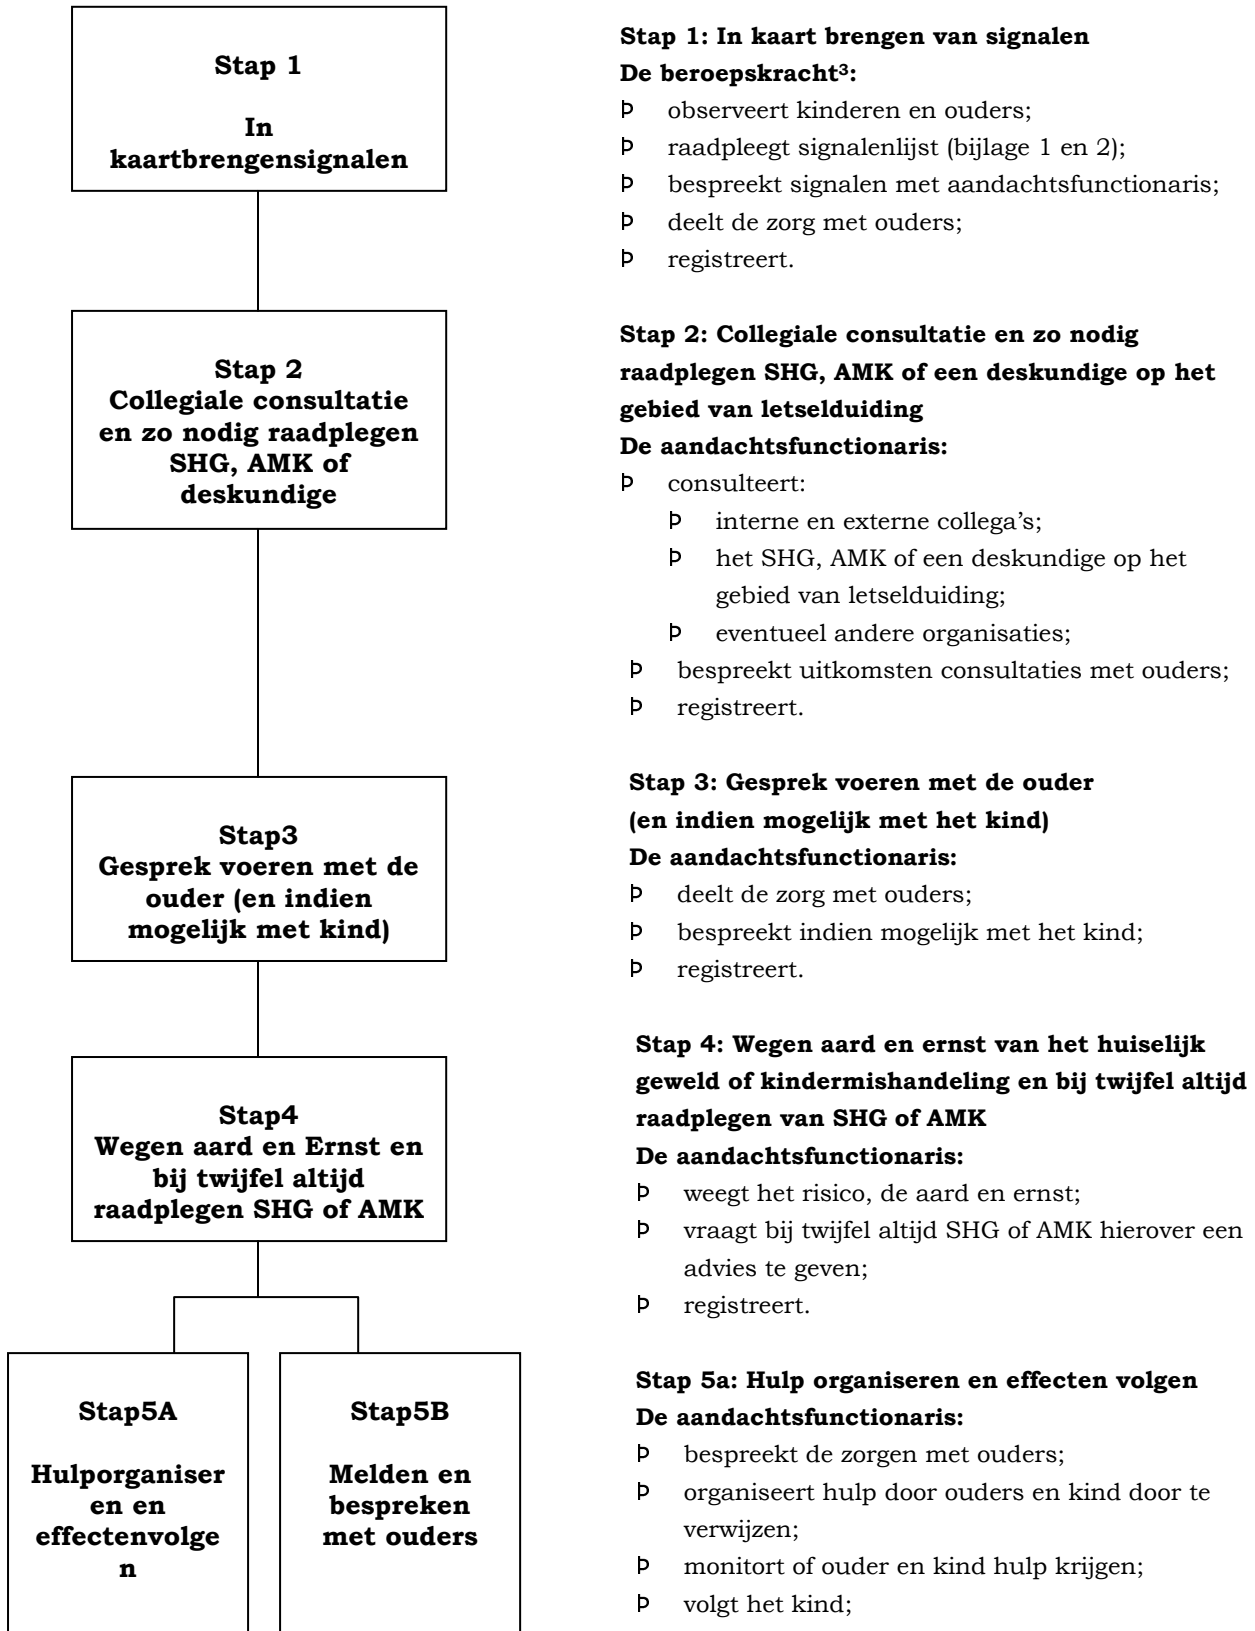 Stap 1
In
kaartbrengensignalen
Stap 2
Collegiale consultatie
en zo nodig raadplegen
SHG, AMK of
deskundige
Stap3
Gesprek voeren met de
ouder (en indien
mogelijk met kind)
Stap4
Wegen aard en Ernst en
bij twijfel altijd
raadplegen SHG of AMK
Stap5A
Hulporganiser
en en
effectenvolge
n
Stap5B
Melden en
bespreken
met ouders
Stap 1: In kaart brengen van signalen
De beroepskracht³:
Þ observeert kinderen en ouders;
Þ raadpleegt signalenlijst (bijlage 1 en 2);
Þ bespreekt signalen met aandachtsfunctionaris;
Þ deelt de zorg met ouders;
Þ registreert.
Stap 2: Collegiale consultatie en zo nodig
raadplegen SHG, AMK of een deskundige op het
gebied van letselduiding
De aandachtsfunctionaris:
Þ consulteert:
Þ interne en externe collega’s;
Þ het SHG, AMK of een deskundige op het
gebied van letselduiding;
Þ eventueel andere organisaties;
Þ bespreekt uitkomsten consultaties met ouders;
Þ registreert.
Stap 3: Gesprek voeren met de ouder
(en indien mogelijk met het kind)
De aandachtsfunctionaris:
Þ deelt de zorg met ouders;
Þ bespreekt indien mogelijk met het kind;
Þ registreert.
Stap 4: Wegen aard en ernst van het huiselijk
geweld of kindermishandeling en bij twijfel altijd
raadplegen van SHG of AMK
De aandachtsfunctionaris:
Þ weegt het risico, de aard en ernst;
Þ vraagt bij twijfel altijd SHG of AMK hierover een
advies te geven;
Þ registreert.
Stap 5a: Hulp organiseren en effecten volgen
De aandachtsfunctionaris:
Þ bespreekt de zorgen met ouders;
Þ organiseert hulp door ouders en kind door te
verwijzen;
Þ monitort of ouder en kind hulp krijgen;
Þ volgt het kind;